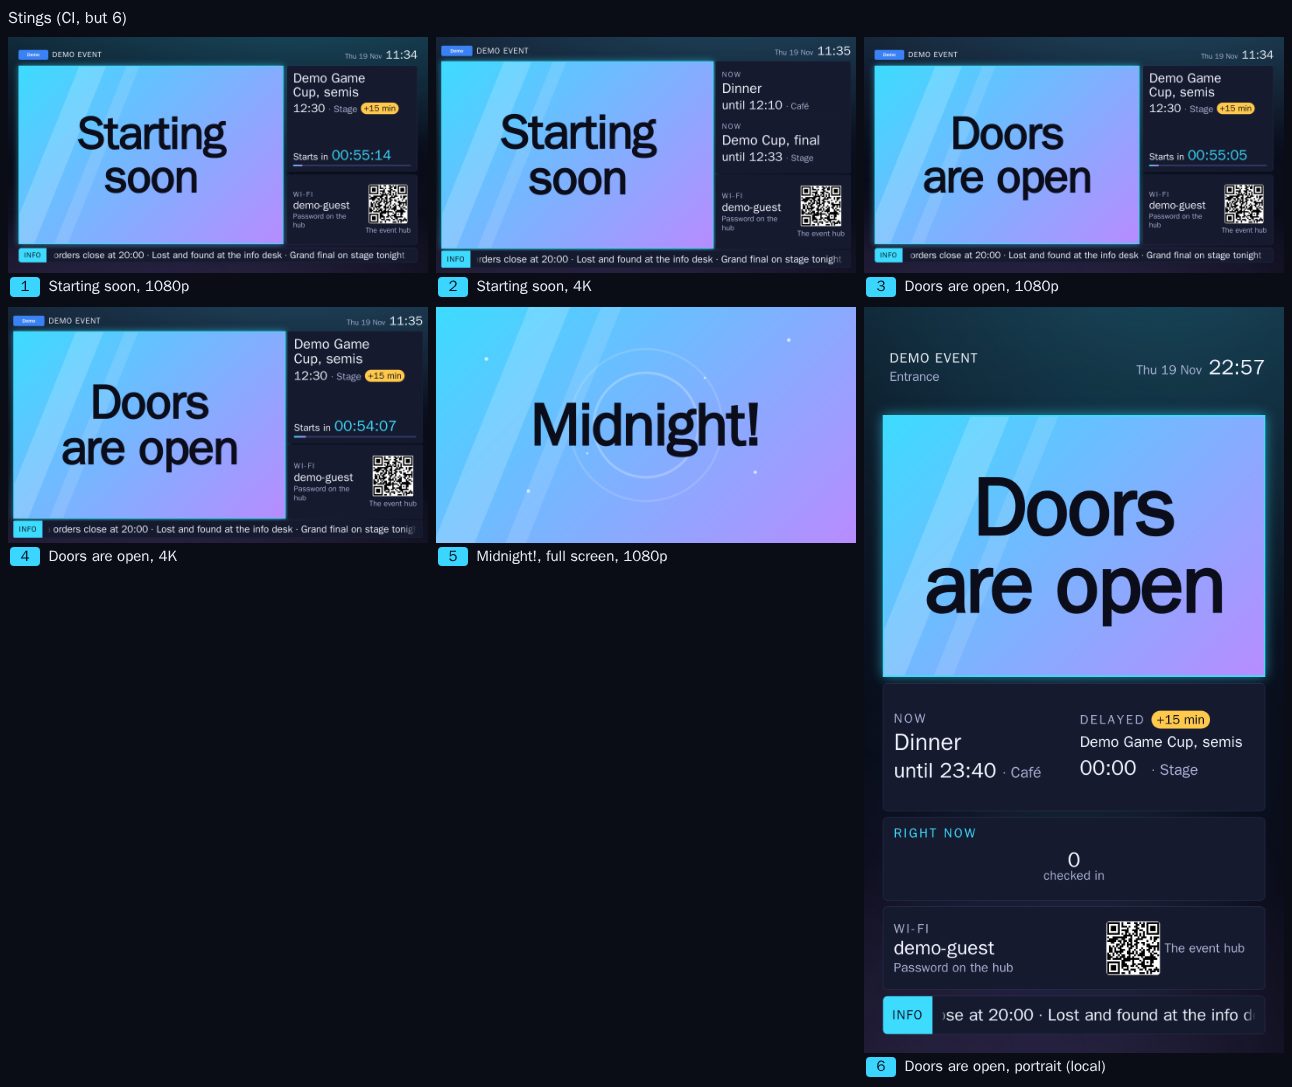 Stings (CI, but 6)
Demo DEMO EVENT Thu 19 Nov 11:34
Starting
soon
Demo Game
Cup, semis
12:30 · Stage +15 min
Starts in 00:55:14
WI-FI
demo-guest
Password on the
hub
The event hub
INFO orders close at 20:00 · Lost and found at the info desk · Grand final on stage tonight
1 Starting soon, 1080p
Demo DEMO EVENT Thu 19 Nov 11:35
Starting
soon
NOW
Dinner
until 12:10 · Café
NOW
Demo Cup, final
until 12:33 · Stage
WI-FI
demo-guest
Password on the
hub
The event hub
INFO orders close at 20:00 · Lost and found at the info desk · Grand final on stage tonight
2 Starting soon, 4K
Demo DEMO EVENT Thu 19 Nov 11:34
Doors
are open
Demo Game
Cup, semis
12:30 · Stage +15 min
Starts in 00:55:05
WI-FI
demo-guest
Password on the
hub
The event hub
INFO orders close at 20:00 · Lost and found at the info desk · Grand final on stage tonight
3 Doors are open, 1080p
Demo DEMO EVENT Thu 19 Nov 11:35
Doors
are open
Demo Game
Cup, semis
12:30 · Stage +15 min
Starts in 00:54:07
WI-FI
demo-guest
Password on the
hub
The event hub
INFO orders close at 20:00 · Lost and found at the info desk · Grand final on stage tonig
4 Doors are open, 4K
Midnight!
5 Midnight!, full screen, 1080p
DEMO EVENT
Entrance
Thu 19 Nov 22:57
Doors
are open
NOW
Dinner
until 23:40 · Café
DELAYED +15 min
Demo Game Cup, semis
00:00 · Stage
RIGHT NOW
0
checked in
WI-FI
demo-guest
Password on the hub
The event hub
INFO ose at 20:00 · Lost and found at the info d
6 Doors are open, portrait (local)